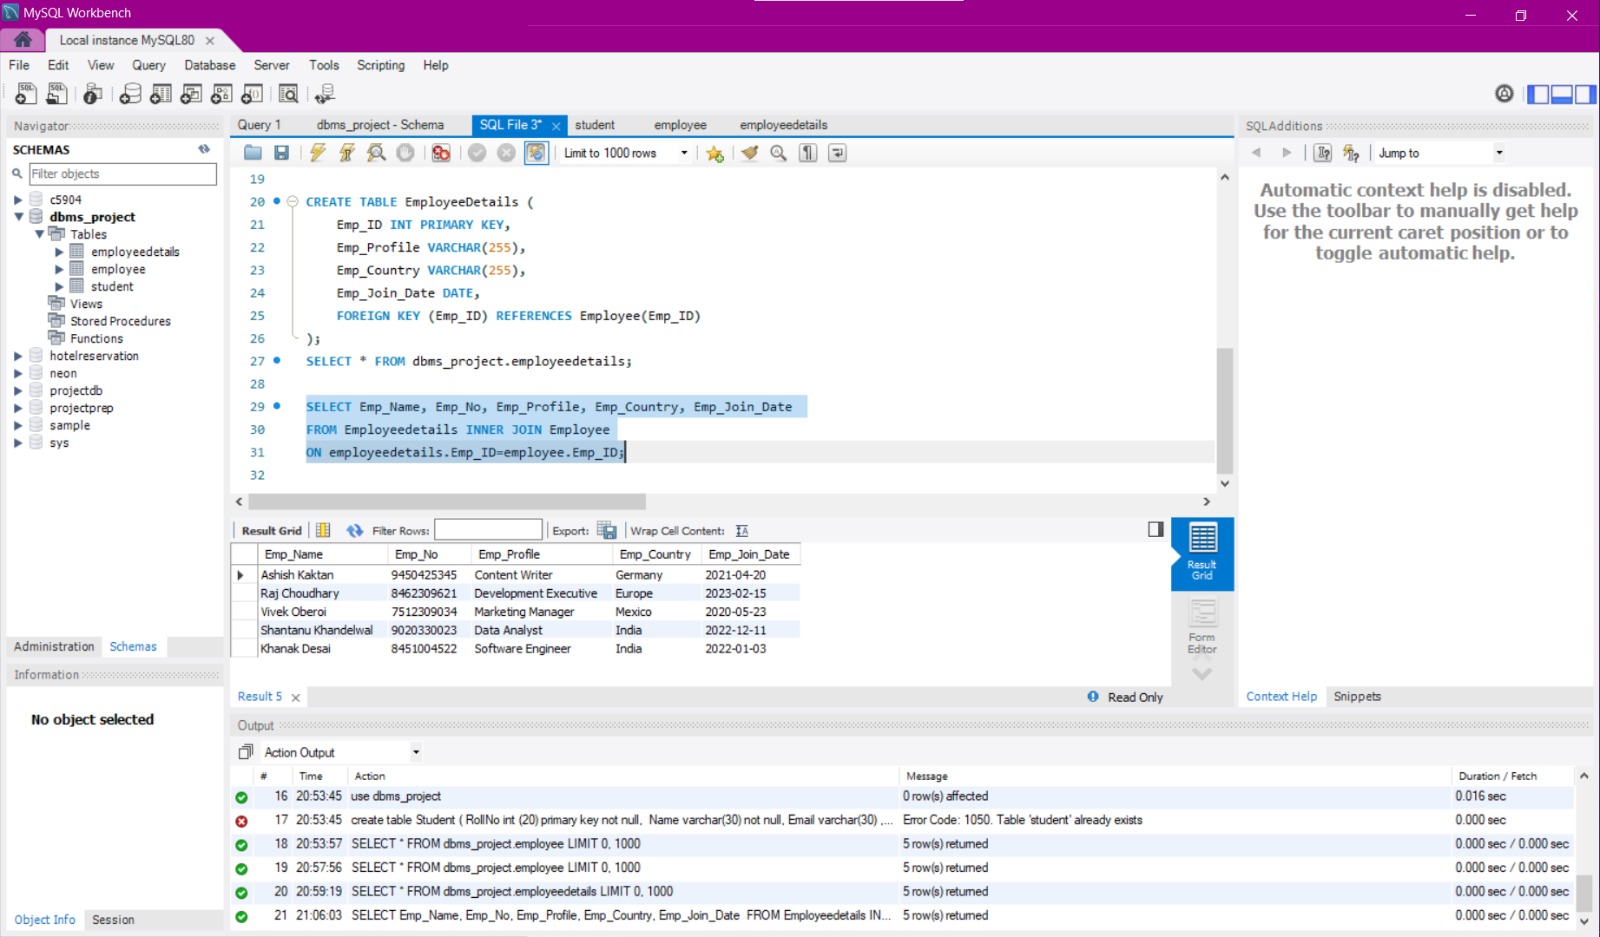 MySQL Workbench
Local instance MySQL80
File Edit View Query Database Server Tools Scripting Help
Navigator
SCHEMAS
Filter objects
c5904
dbms_project
Tables
employeedetails
employee
student
Views
Stored Procedures
Functions
hotelreservation
neon
projectdb
projectprep
sample
sys
Administration Schemas
Information
No object selected
Object Info Session
Query 1 dbms_project - Schema SQL File 3* student employee employeedetails
Limit to 1000 rows
19
20 CREATE TABLE EmployeeDetails (
21 Emp_ID INT PRIMARY KEY,
22 Emp_Profile VARCHAR(255),
23 Emp_Country VARCHAR(255),
24 Emp_Join_Date DATE,
25 FOREIGN KEY (Emp_ID) REFERENCES Employee(Emp_ID)
26 );
27 SELECT * FROM dbms_project.employeedetails;
28
29 SELECT Emp_Name, Emp_No, Emp_Profile, Emp_Country, Emp_Join_Date
30 FROM Employeedetails INNER JOIN Employee
31 ON employeedetails.Emp_ID=employee.Emp_ID;
32
Result Grid Filter Rows: Export: Wrap Cell Content:
Emp_Name Emp_No Emp_Profile Emp_Country Emp_Join_Date
Ashish Kaktan 9450425345 Content Writer Germany 2021-04-20
Raj Choudhary 8462309621 Development Executive Europe 2023-02-15
Vivek Oberoi 7512309034 Marketing Manager Mexico 2020-05-23
Shantanu Khandelwal 9020330023 Data Analyst India 2022-12-11
Khanak Desai 8451004522 Software Engineer India 2022-01-03
Result
Grid
Form
Editor
Result 5 Read Only
SQLAdditions
Jump to
Automatic context help is disabled.
Use the toolbar to manually get help
for the current caret position or to
toggle automatic help.
Context Help Snippets
Output
Action Output
# Time Action Message Duration / Fetch
16 20:53:45 use dbms_project 0 row(s) affected 0.016 sec
17 20:53:45 create table Student ( RollNo int (20) primary key not null, Name varchar(30) not null, Email varchar(30) ,... Error Code: 1050. Table 'student' already exists 0.000 sec
18 20:53:57 SELECT * FROM dbms_project.employee LIMIT 0, 1000 5 row(s) returned 0.000 sec / 0.000 sec
19 20:57:56 SELECT * FROM dbms_project.employee LIMIT 0, 1000 5 row(s) returned 0.000 sec / 0.000 sec
20 20:59:19 SELECT * FROM dbms_project.employeedetails LIMIT 0, 1000 5 row(s) returned 0.000 sec / 0.000 sec
21 21:06:03 SELECT Emp_Name, Emp_No, Emp_Profile, Emp_Country, Emp_Join_Date FROM Employeedetails IN... 5 row(s) returned 0.000 sec / 0.000 sec